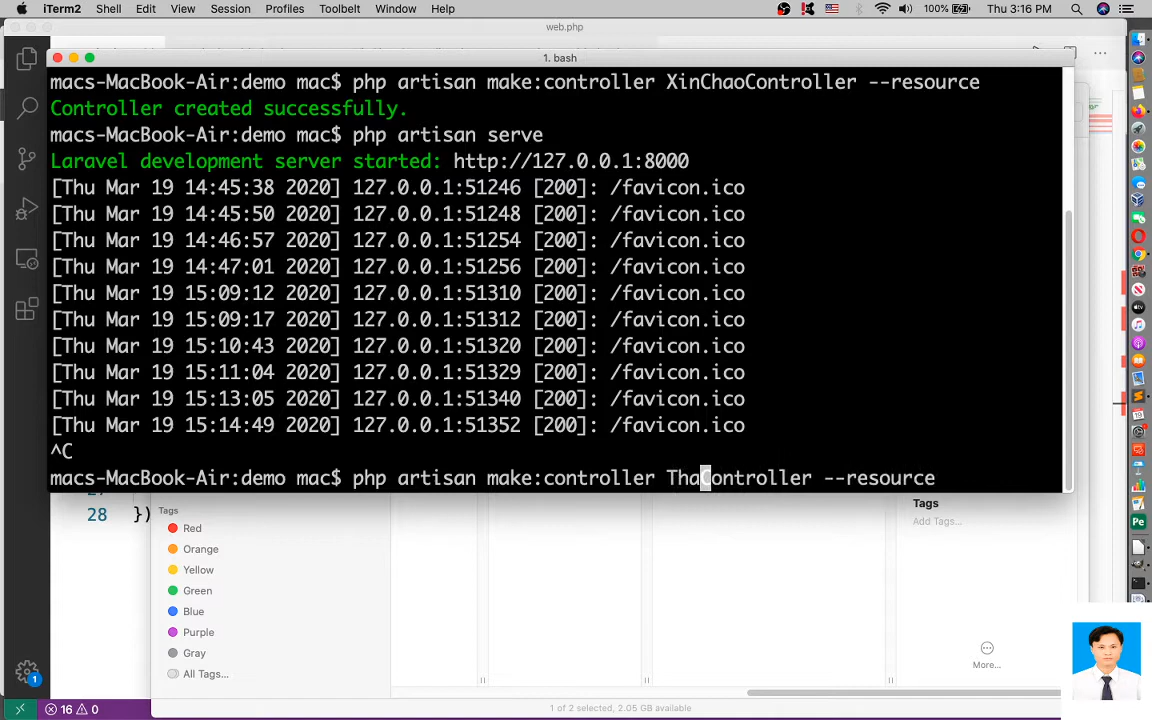 iTerm2 Shell Edit View Session Profiles Toolbelt Window Help 100% Thu 3:16 PM
web.php
1. bash
macs-MacBook-Air:demo mac$ php artisan make:controller XinChaoController --resource
Controller created successfully.
macs-MacBook-Air:demo mac$ php artisan serve
Laravel development server started: http://127.0.0.1:8000
[Thu Mar 19 14:45:38 2020] 127.0.0.1:51246 [200]: /favicon.ico
[Thu Mar 19 14:45:50 2020] 127.0.0.1:51248 [200]: /favicon.ico
[Thu Mar 19 14:46:57 2020] 127.0.0.1:51254 [200]: /favicon.ico
[Thu Mar 19 14:47:01 2020] 127.0.0.1:51256 [200]: /favicon.ico
[Thu Mar 19 15:09:12 2020] 127.0.0.1:51310 [200]: /favicon.ico
[Thu Mar 19 15:09:17 2020] 127.0.0.1:51312 [200]: /favicon.ico
[Thu Mar 19 15:10:43 2020] 127.0.0.1:51320 [200]: /favicon.ico
[Thu Mar 19 15:11:04 2020] 127.0.0.1:51329 [200]: /favicon.ico
[Thu Mar 19 15:13:05 2020] 127.0.0.1:51340 [200]: /favicon.ico
[Thu Mar 19 15:14:49 2020] 127.0.0.1:51352 [200]: /favicon.ico
^C
macs-MacBook-Air:demo mac$ php artisan make:controller ThaController --resource
28 })
Tags
Red
Orange
Yellow
Green
Blue
Purple
Gray
All Tags...
Tags
Add Tags...
More...
1 of 2 selected, 2.05 GB available
1
16 0
Pe